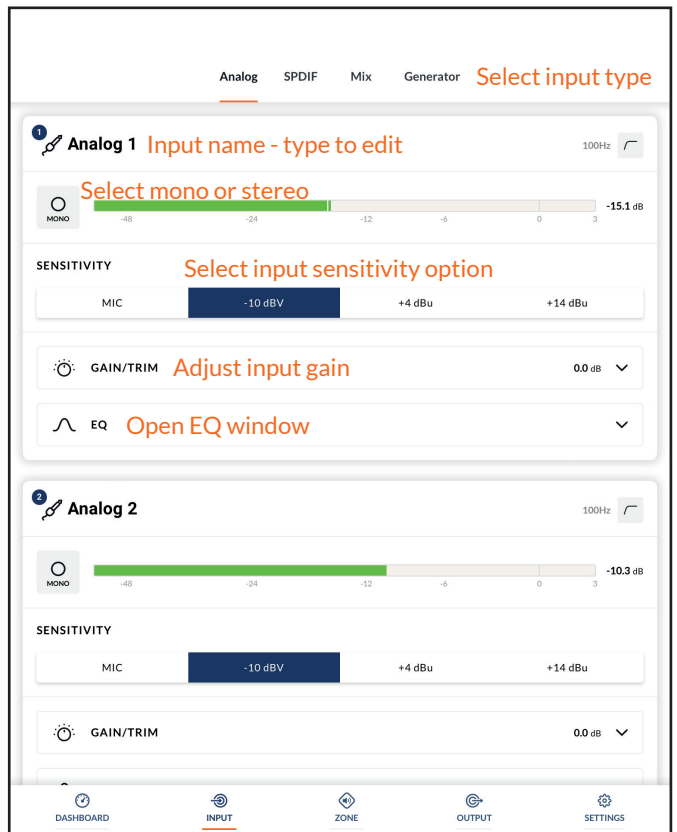 Analog SPDIF Mix Generator Select input type
1 Analog 1 Input name - type to edit 100Hz
Select mono or stereo
MONO -15.1 dB
-48 -24 -12 -6 0 3
SENSITIVITY Select input sensitivity option
MIC -10 dBV +4 dBu +14 dBu
GAIN/TRIM Adjust input gain 0.0 dB
EQ Open EQ window
2 Analog 2 100Hz
MONO -10.3 dB
-48 -24 -12 -6 0 3
SENSITIVITY
MIC -10 dBV +4 dBu +14 dBu
GAIN/TRIM 0.0 dB
DASHBOARD INPUT ZONE OUTPUT SETTINGS